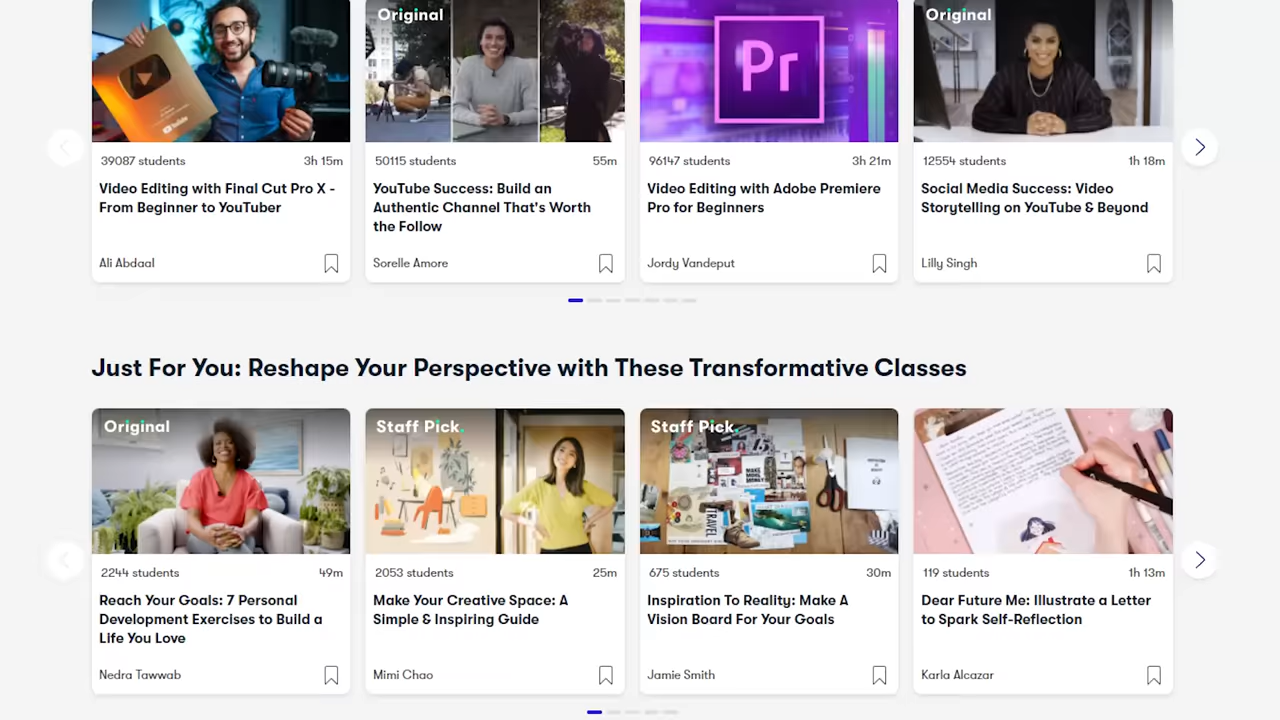 Original
Original
Pr
39087 students 3h 15m
50115 students 55m
96147 students 3h 21m
12554 students 1h 18m
Video Editing with Final Cut Pro X -
From Beginner to YouTuber
YouTube Success: Build an
Authentic Channel That's Worth
the Follow
Video Editing with Adobe Premiere
Pro for Beginners
Social Media Success: Video
Storytelling on YouTube & Beyond
Ali Abdaal
Sorelle Amore
Jordy Vandeput
Lilly Singh
Just For You: Reshape Your Perspective with These Transformative Classes
Original
Staff Pick.
Staff Pick.
TRAVEL
2244 students 49m
2053 students 25m
675 students 30m
119 students 1h 13m
Reach Your Goals: 7 Personal
Development Exercises to Build a
Life You Love
Make Your Creative Space: A
Simple & Inspiring Guide
Inspiration To Reality: Make A
Vision Board For Your Goals
Dear Future Me: Illustrate a Letter
to Spark Self-Reflection
Nedra Tawwab
Mimi Chao
Jamie Smith
Karla Alcazar